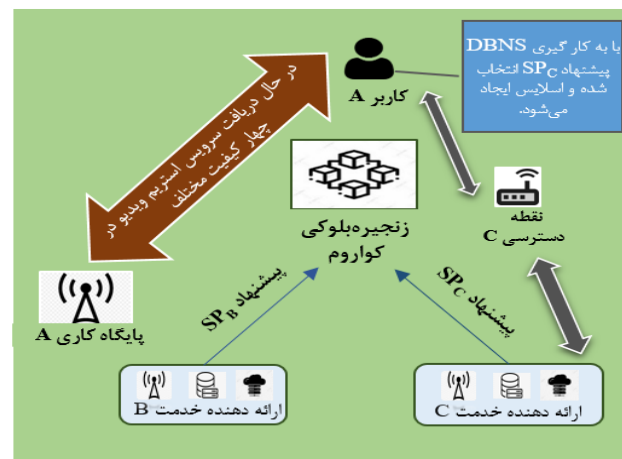 با به کار گیری DBNS
پیشنهاد SPC انتخاب
شده و اسلایس ایجاد
می‌شود.
کاربر A
در حال دریافت سرویس استریم ویدیو در
چهار کیفیت مختلف
زنجیره‌بلوکی
کواروم
نقطه
دسترسی C
پایگاه کاری A
پیشنهاد SPB
پیشنهاد SPC
ارائه دهنده خدمت B
ارائه دهنده خدمت C